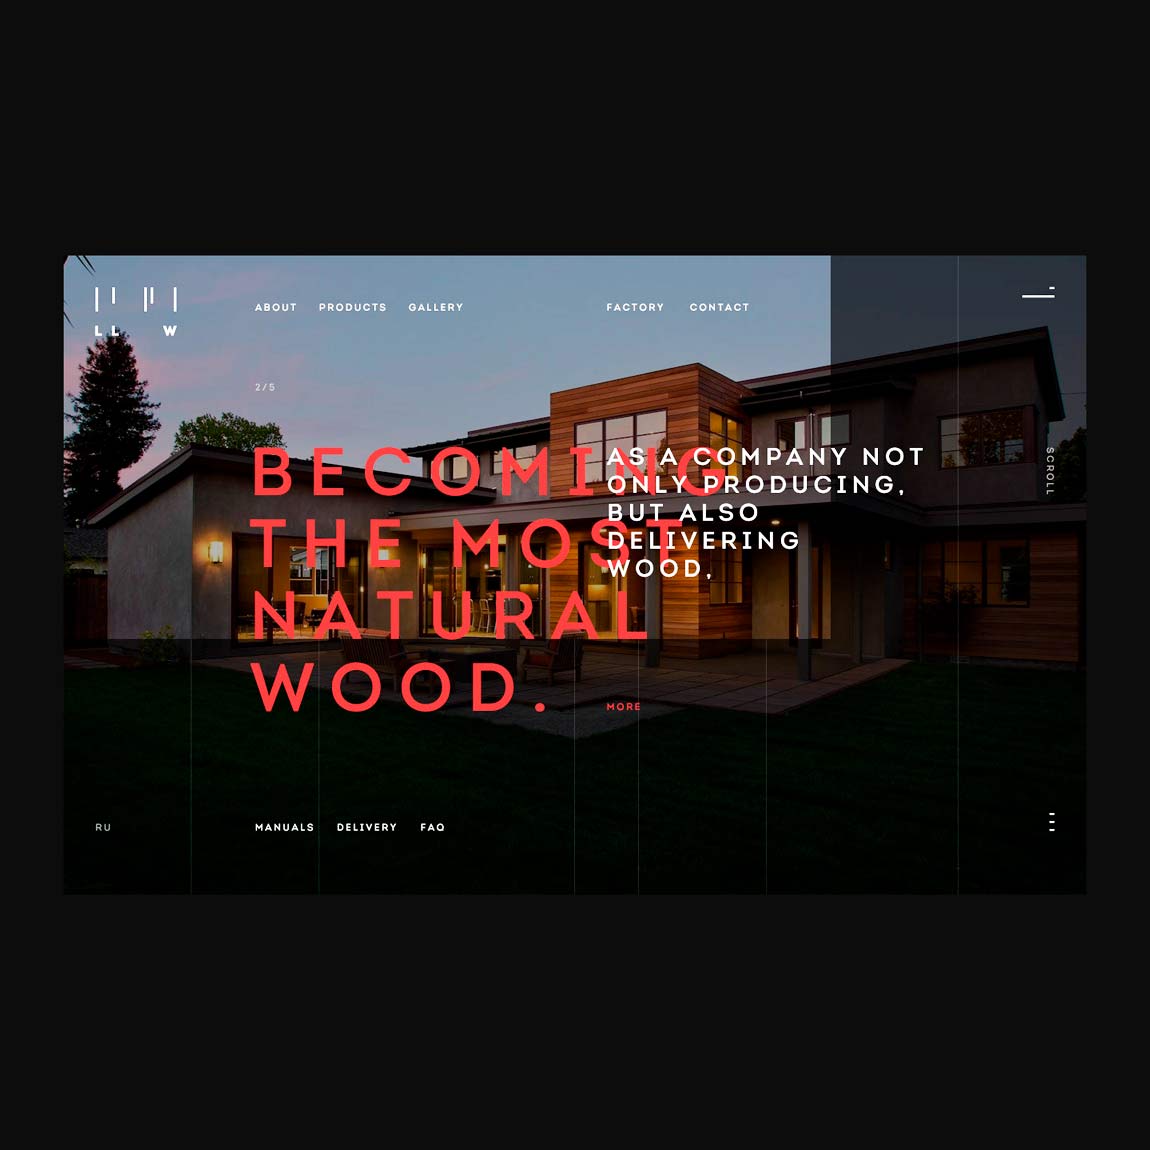 LL W
ABOUT PRODUCTS GALLERY FACTORY CONTACT
2/5
BECOMING
THE MOST
NATURAL
WOOD.
AS A COMPANY NOT
ONLY PRODUCING,
BUT ALSO
DELIVERING
WOOD,
MORE
SCROLL
RU
MANUALS DELIVERY FAQ